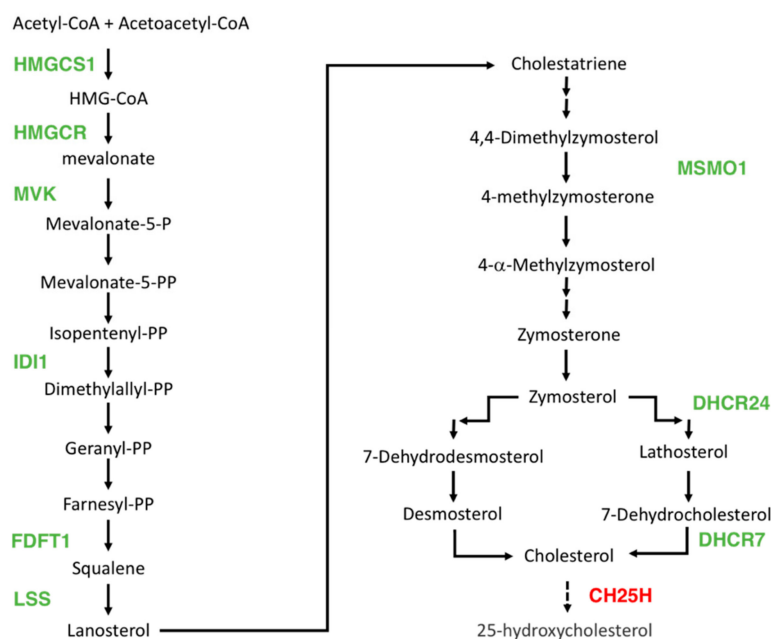 Acetyl-CoA + Acetoacetyl-CoA
HMGCS1
HMG-CoA
HMGCR
mevalonate
MVK
Mevalonate-5-P
Mevalonate-5-PP
Isopentenyl-PP
IDI1
Dimethylallyl-PP
Geranyl-PP
Farnesyl-PP
FDFT1
Squalene
LSS
Lanosterol
Cholestatriene
4,4-Dimethylzymosterol
MSMO1
4-methylzymosterone
4-α-Methylzymosterol
Zymosterone
Zymosterol
DHCR24
7-Dehydrodesmosterol
Lathosterol
Desmosterol
7-Dehydrocholesterol
DHCR7
Cholesterol
CH25H
25-hydroxycholesterol